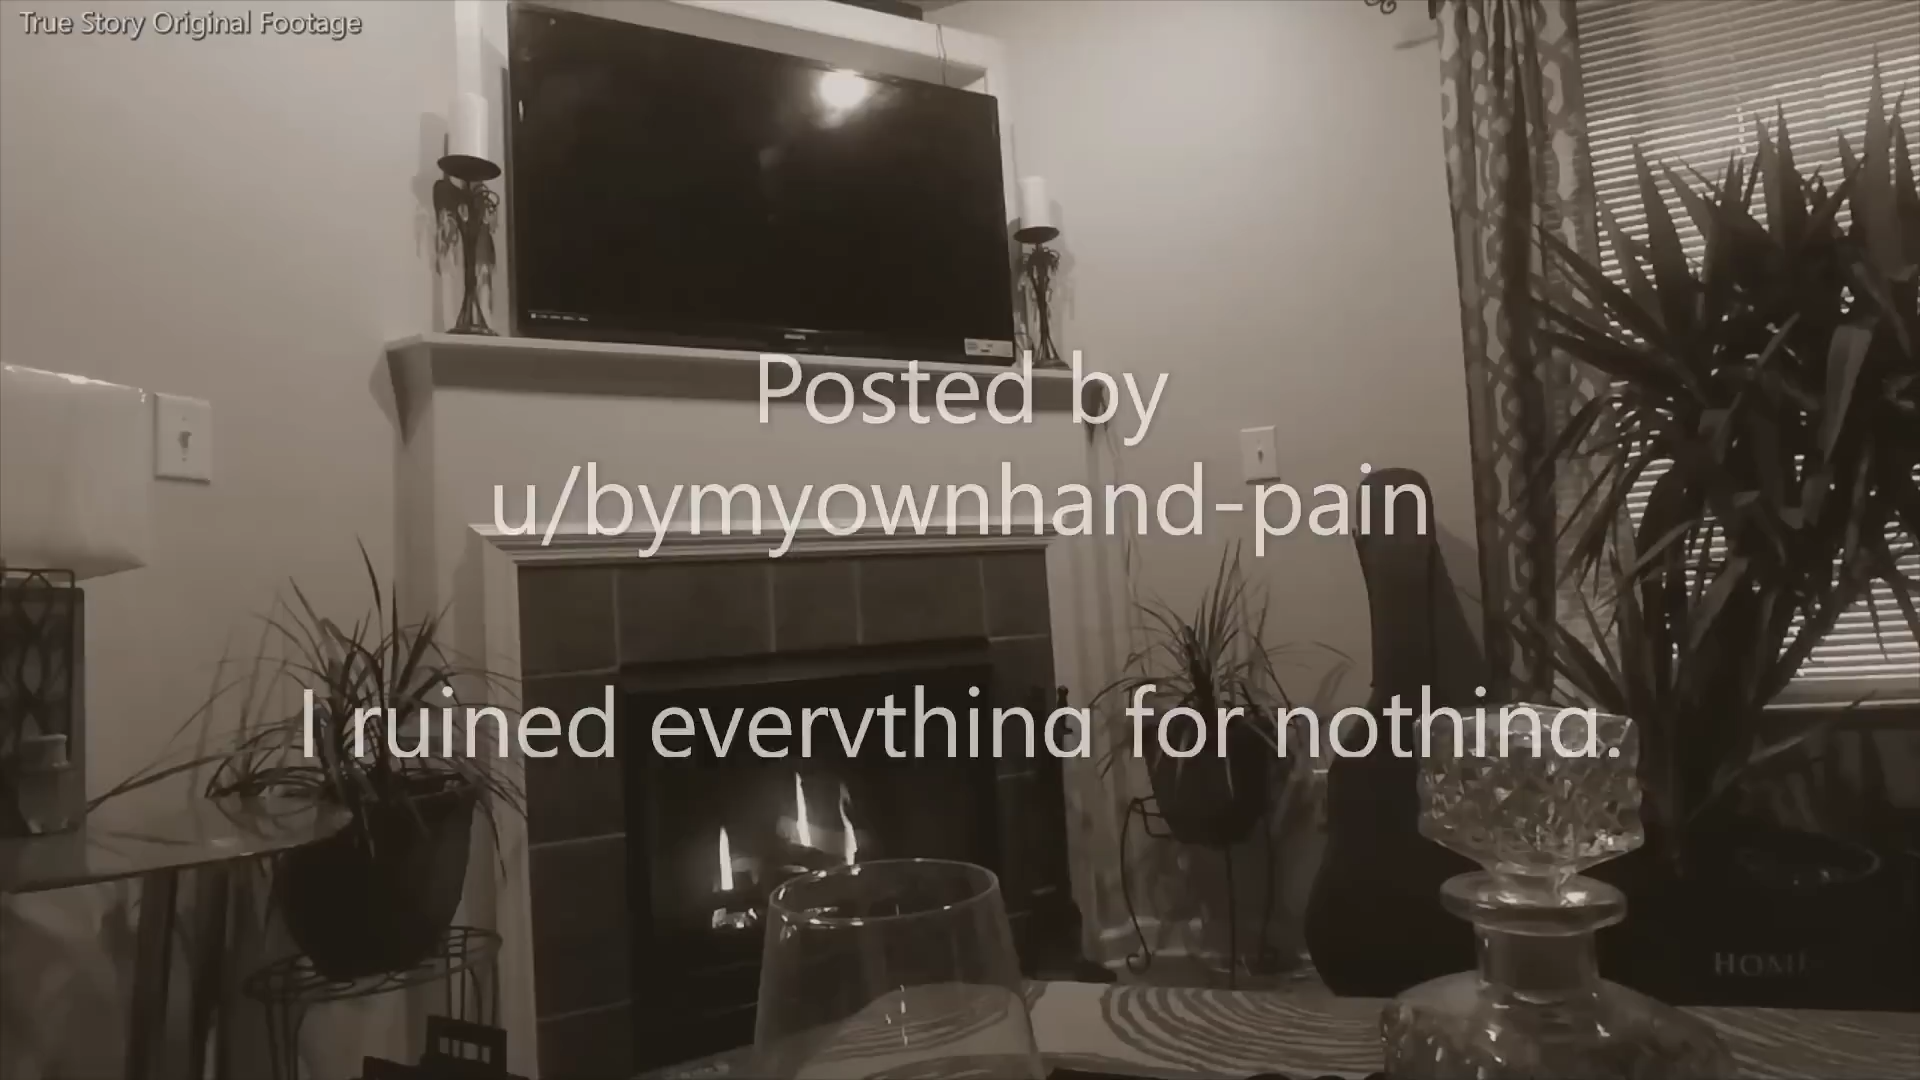 True Story Original Footage
Posted by
u/bymyownhand-pain
I ruined everything for nothing.
HOME